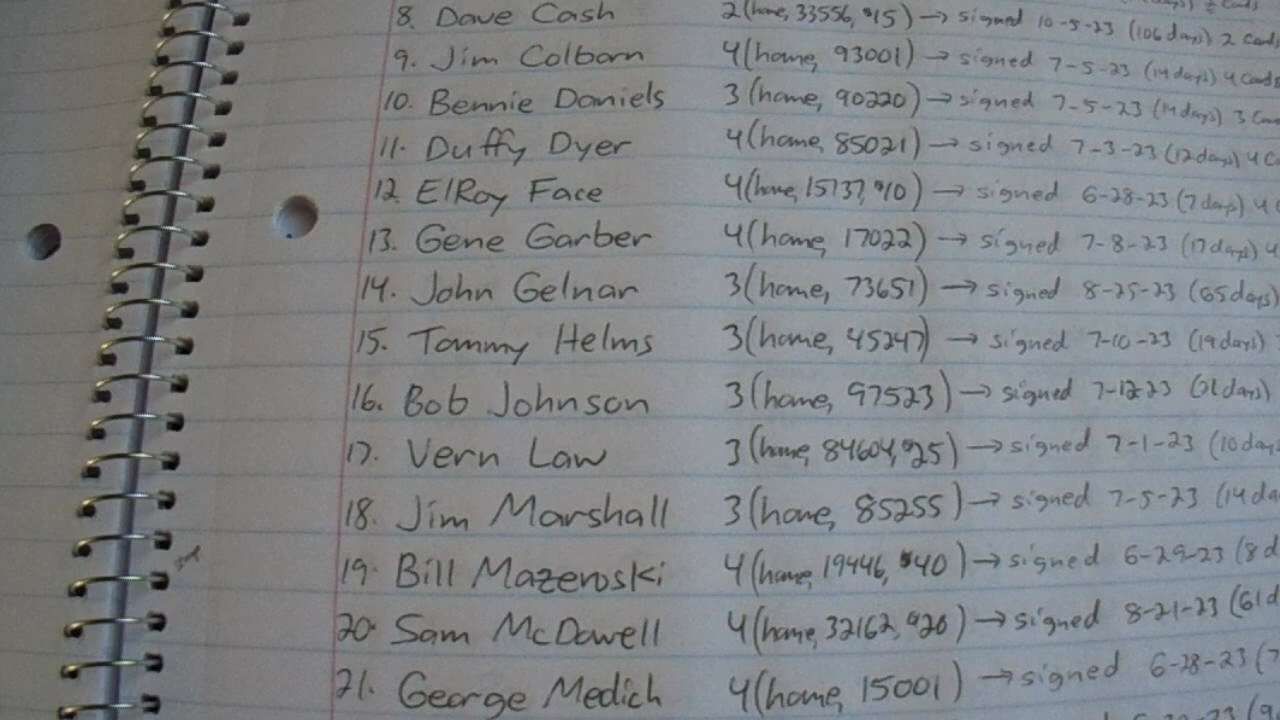 8. Dave Cash 2(home, 33556, $15) → signed 10-5-23 (106 days) 2 cards
9. Jim Colborn 4(home, 93001) → signed 7-5-23 (14 days) 4 cards
10. Bennie Daniels 3(home, 90220) → signed 7-5-23 (14 days) 3
11. Duffy Dyer 4(home, 85021) → signed 7-3-23 (12 days) 4
12. ElRoy Face 4(home, 15137, $10) → signed 6-28-23 (7 days) 4
13. Gene Garber 4(home, 17022) → signed 7-8-23 (17 days) 4
14. John Gelnar 3(home, 73651) → signed 8-25-23 (65 days)
15. Tommy Helms 3(home, 45247) → signed 7-10-23 (19 days)
16. Bob Johnson 3(home, 97523) → signed 7-12-23 (21 days)
17. Vern Law 3(home, 84604, $25) → signed 7-1-23 (10 day
18. Jim Marshall 3(home, 85255) → signed 7-5-23 (14 da
19. Bill Mazeroski 4(home, 19446, $40) → signed 6-29-23 (8 d
20. Sam McDowell 4(home, 32162, $20) → signed 8-21-23 (61 d
21. George Medich 4(home, 15001) → signed 6-28-23 (7